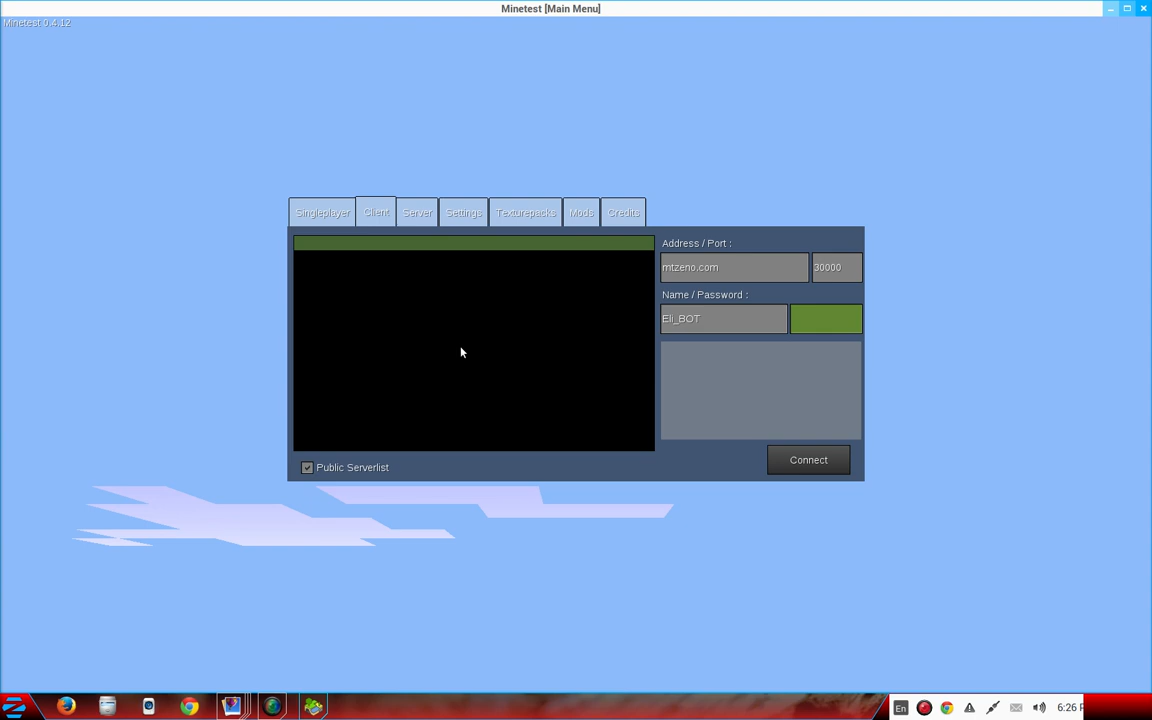 Minetest [Main Menu]
Minetest 0.4.12
Singleplayer Client Server Settings Texturepacks Mods Credits
Address / Port :
mtzeno.com 30000
Name / Password :
Eli_BOT
Public Serverlist
Connect
En 6:26 P